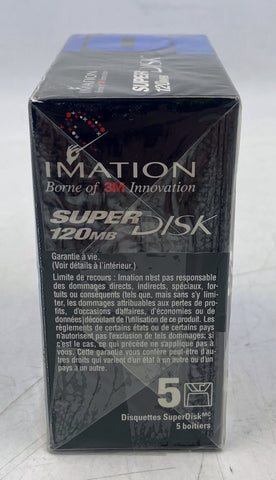 IMATION
SUPER DISK
120MB
IMATION
Borne of 3M Innovation
SUPER DISK
120MB
Garantie à vie.
(Voir détails à l'intérieur.)
Limite de recours : Imation n'est pas responsable
des dommages directs, indirects, spéciaux, for-
tuits ou conséquents (tels que, mais sans s'y limi-
ter, les dommages attribuables aux pertes de pro-
fits, d'occasions d'affaires, d'économies ou de
données) découlant de l'utilisation de ce produit. Les
règlements de certains états ou de certains pays
n'autorisent pas l'exclusion de tels dommages; si
c'est le cas, ce qui précède ne s'applique pas à
vous. Cette garantie vous confère peut-être d'au-
tres droits qui varient d'un état à un autre ou d'un
pays à un autre.
5
Disquettes SuperDiskMC
5 boîtiers